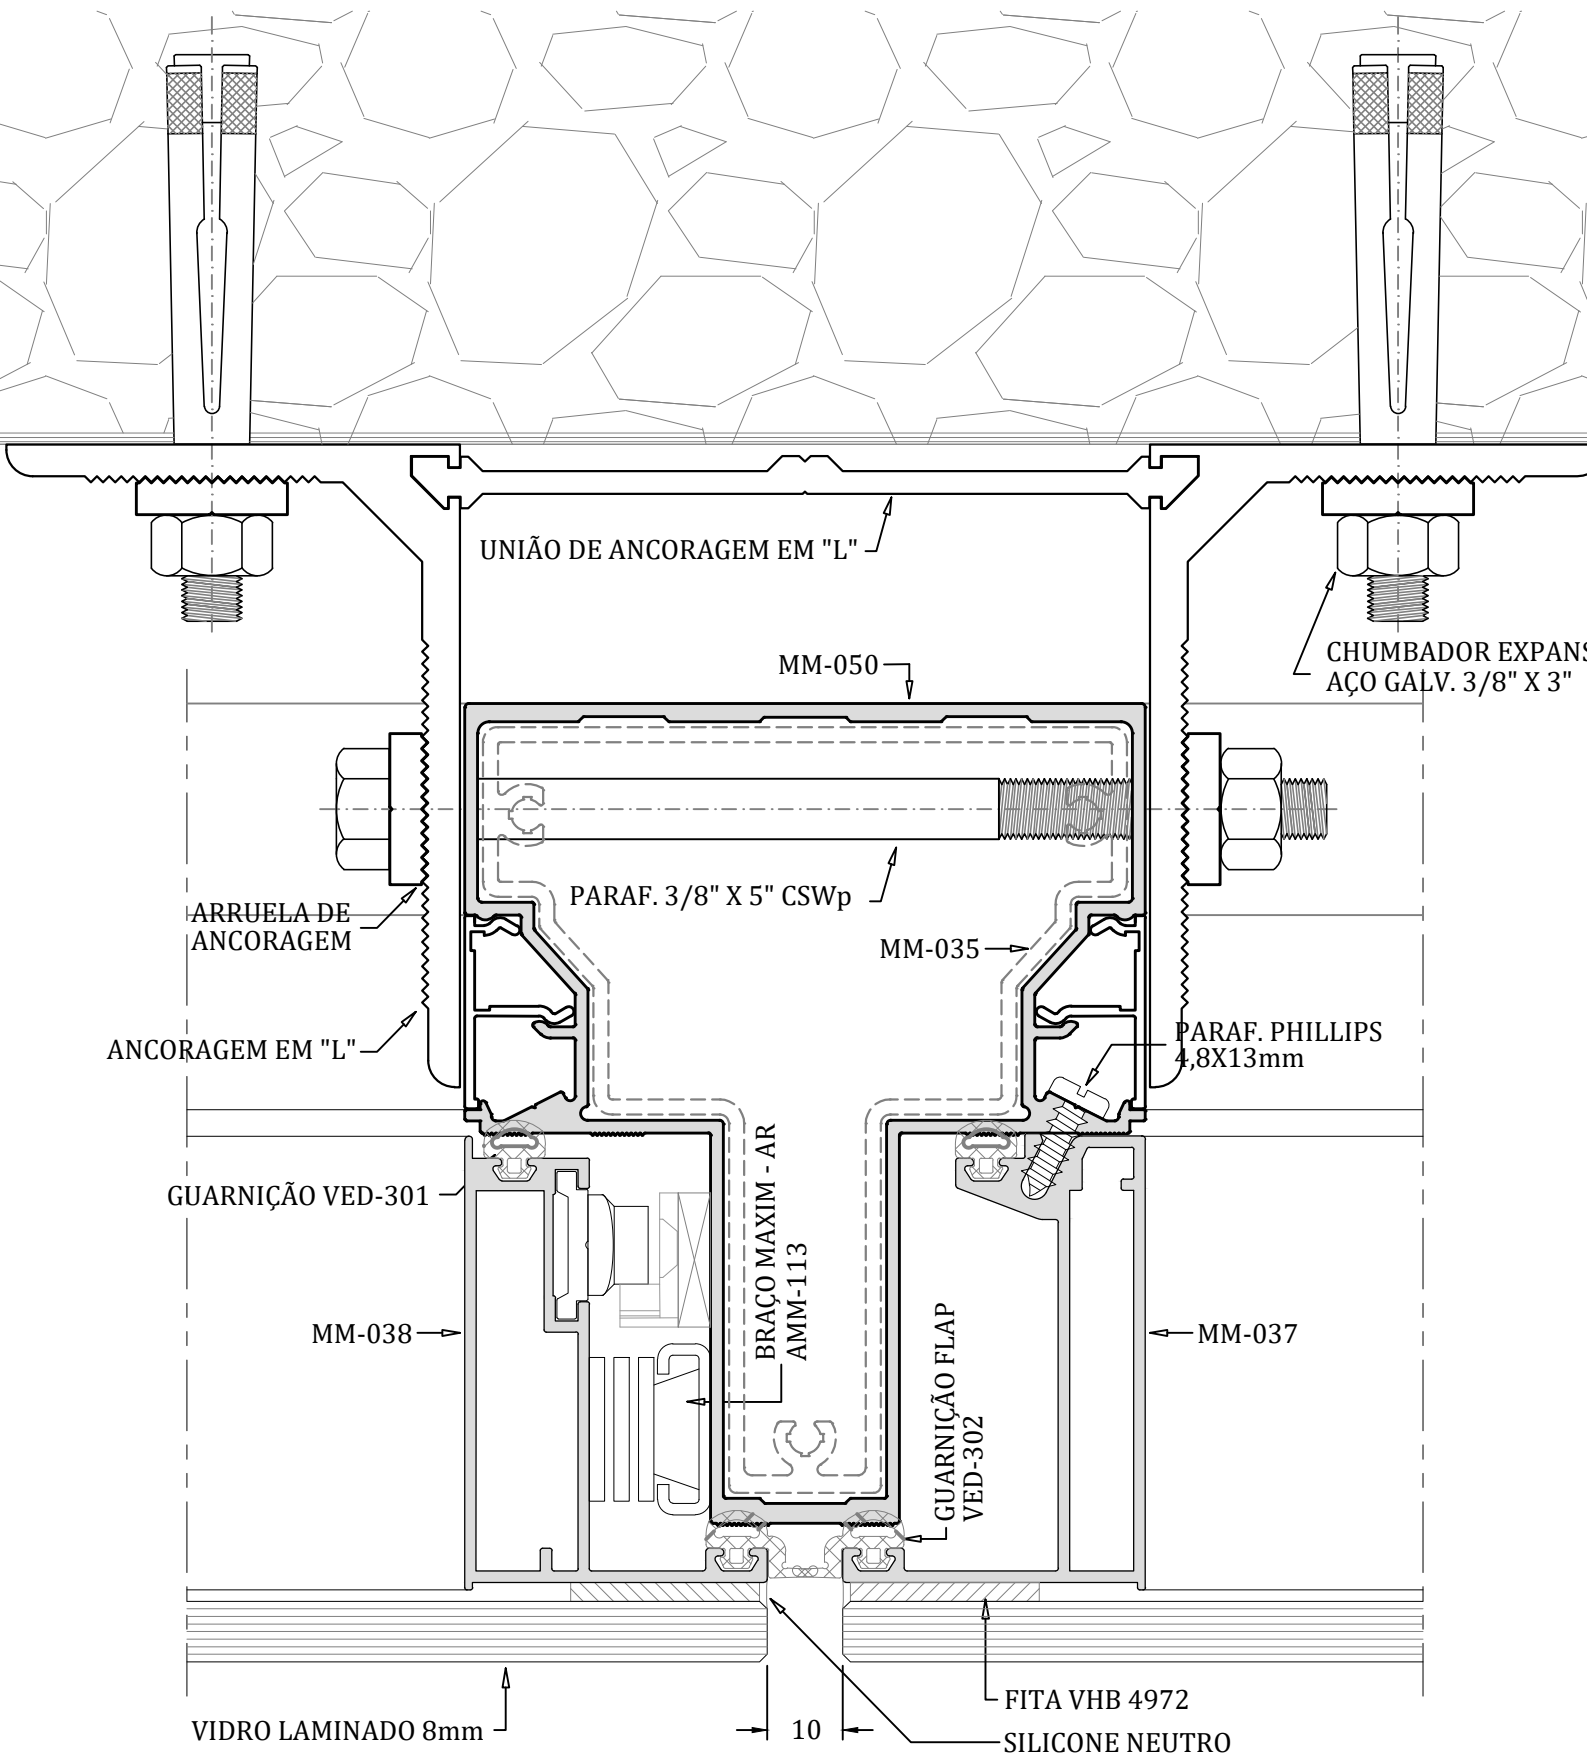 UNIÃO DE ANCORAGEM EM "L"
MM-050
CHUMBADOR EXPANS
AÇO GALV. 3/8" X 3"
PARAF. 3/8" X 5" CSWp
ARRUELA DE
ANCORAGEM
MM-035
ANCORAGEM EM "L"
PARAF. PHILLIPS
4,8X13mm
GUARNIÇÃO VED-301
BRAÇO MAXIM - AR
AMM-113
MM-038
MM-037
GUARNIÇÃO FLAP
VED-302
FITA VHB 4972
VIDRO LAMINADO 8mm
10
SILICONE NEUTRO